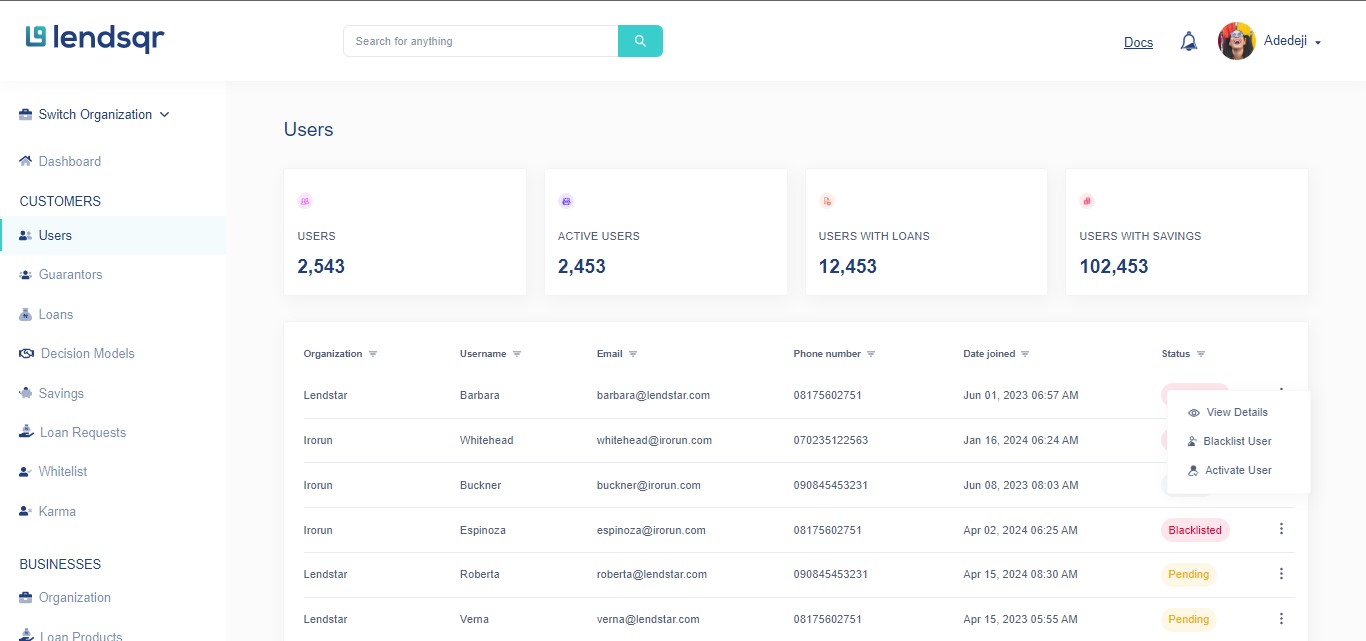 lendsqr
Search for anything
Docs
Adedeji
Switch Organization
Dashboard
CUSTOMERS
Users
Guarantors
Loans
Decision Models
Savings
Loan Requests
Whitelist
Karma
BUSINESSES
Organization
Loan Products
Users
USERS
2,543
ACTIVE USERS
2,453
USERS WITH LOANS
12,453
USERS WITH SAVINGS
102,453
Organization Username Email Phone number Date joined Status
Lendstar Barbara barbara@lendstar.com 08175602751 Jun 01, 2023 06:57 AM
Irorun Whitehead whitehead@irorun.com 070235122563 Jan 16, 2024 06:24 AM
Irorun Buckner buckner@irorun.com 090845453231 Jun 08, 2023 08:03 AM
Irorun Espinoza espinoza@irorun.com 08175602751 Apr 02, 2024 06:25 AM Blacklisted
Lendstar Roberta roberta@lendstar.com 090845453231 Apr 15, 2024 08:30 AM Pending
Lendstar Verna verna@lendstar.com 08175602751 Apr 15, 2023 05:55 AM Pending
View Details
Blacklist User
Activate User